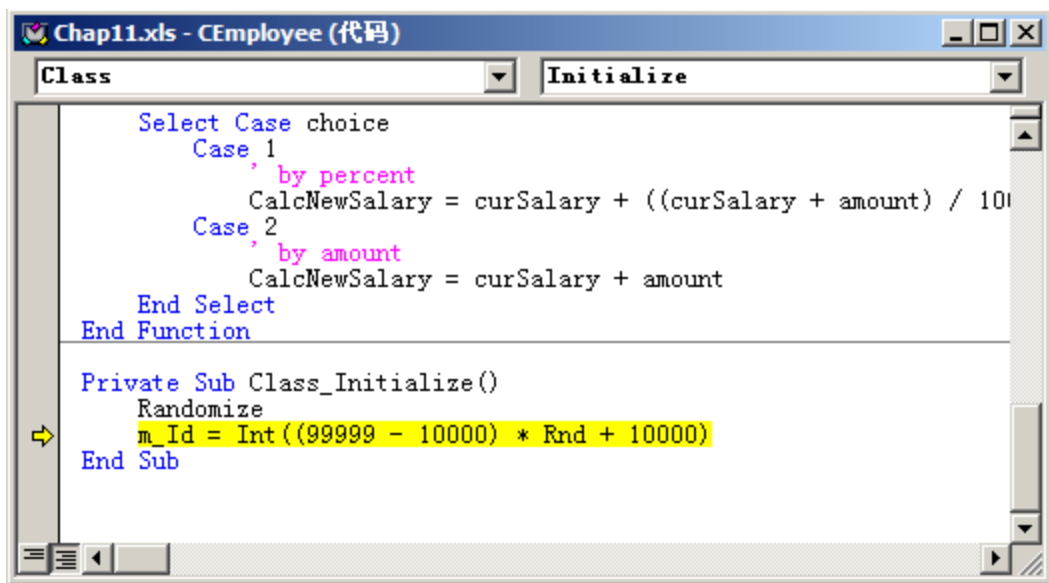 Chap11.xls - CEmployee (代码)
Class Initialize
Select Case choice
Case 1
' by percent
CalcNewSalary = curSalary + ((curSalary + amount) / 10
Case 2
' by amount
CalcNewSalary = curSalary + amount
End Select
End Function
Private Sub Class_Initialize()
Randomize
m_Id = Int((99999 - 10000) * Rnd + 10000)
End Sub